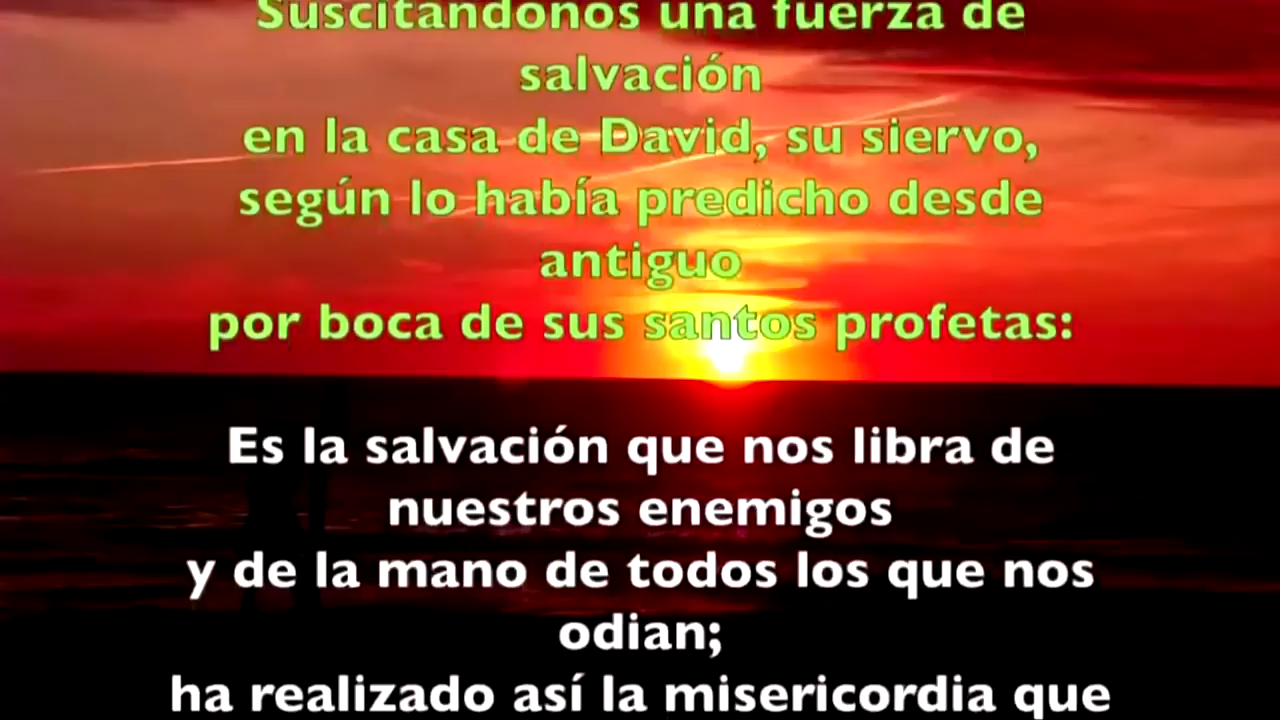 Suscitándonos una fuerza de
salvación
en la casa de David, su siervo,
según lo había predicho desde
antiguo
por boca de sus santos profetas:
Es la salvación que nos libra de
nuestros enemigos
y de la mano de todos los que nos
odian;
ha realizado así la misericordia que